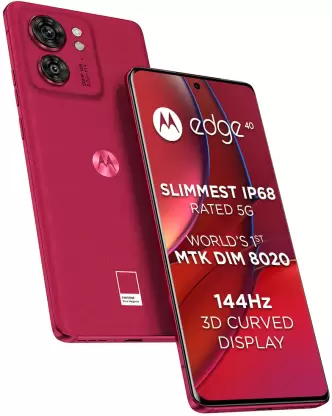 edge 40
SLIMMEST IP68
RATED 5G
WORLD'S 1ST
MTK DIM 8020
144Hz
3D CURVED
DISPLAY